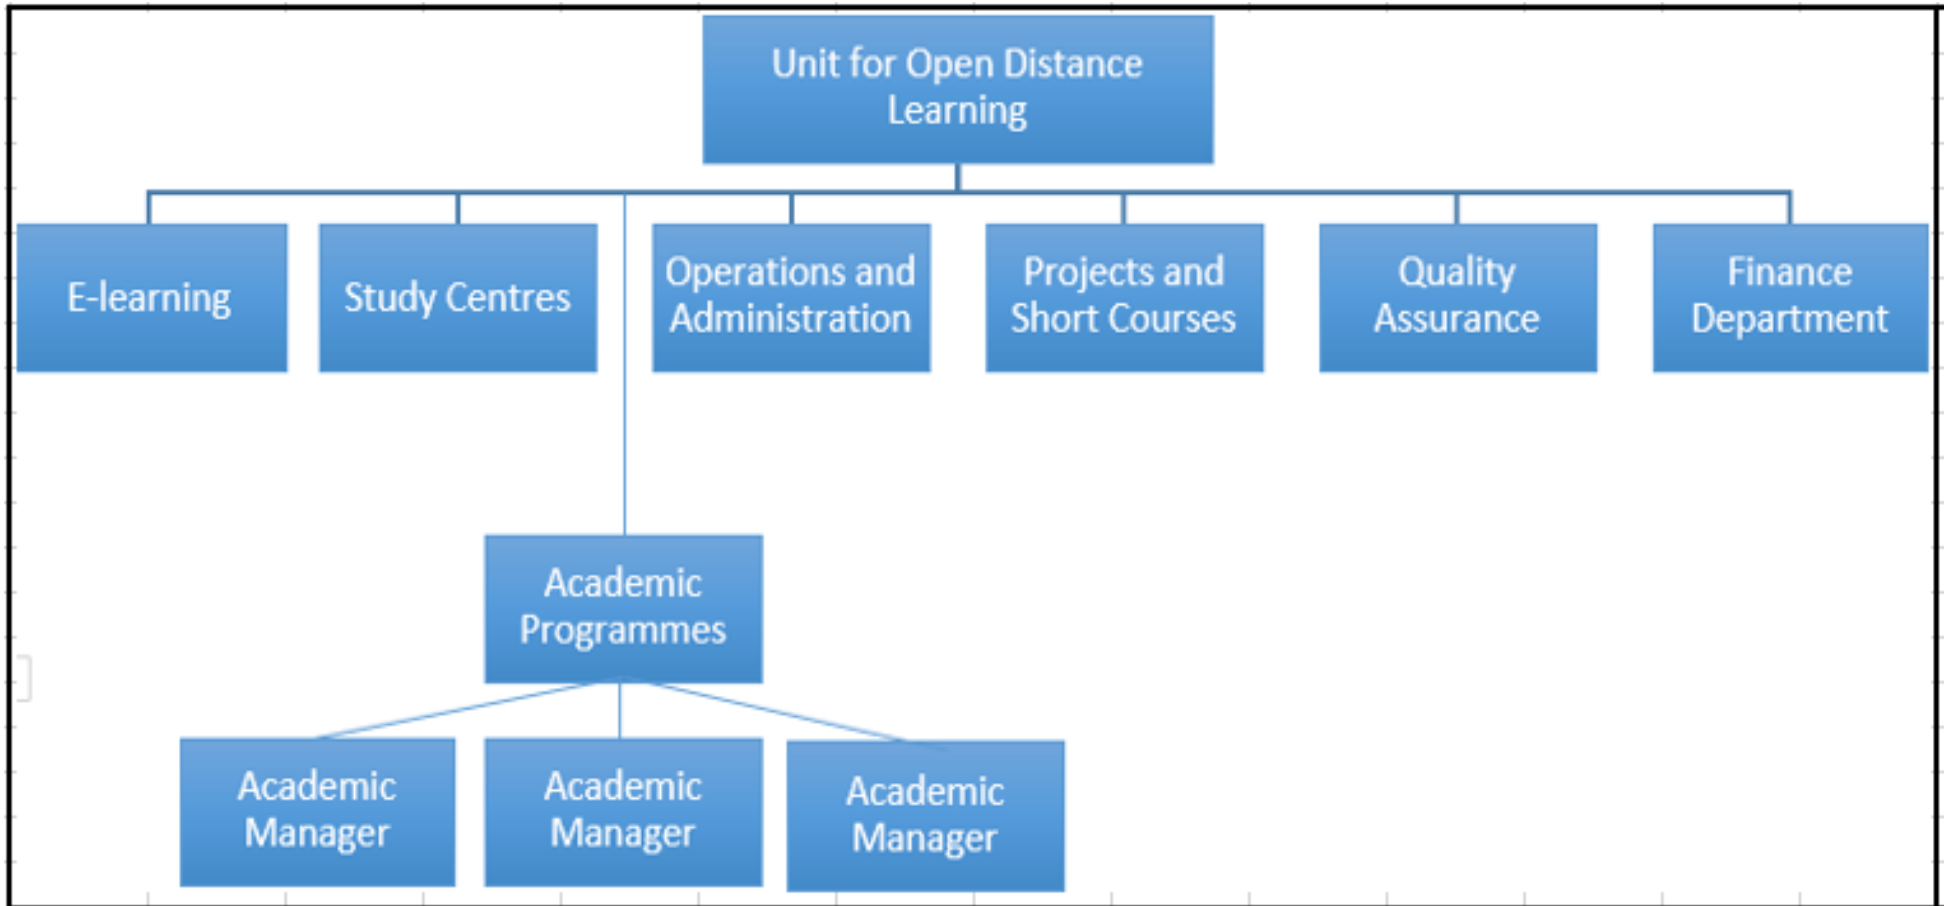 Unit for Open Distance
Learning
E-learning
Study Centres
Operations and
Administration
Projects and
Short Courses
Quality
Assurance
Finance
Department
Academic
Programmes
Academic
Manager
Academic
Manager
Academic
Manager